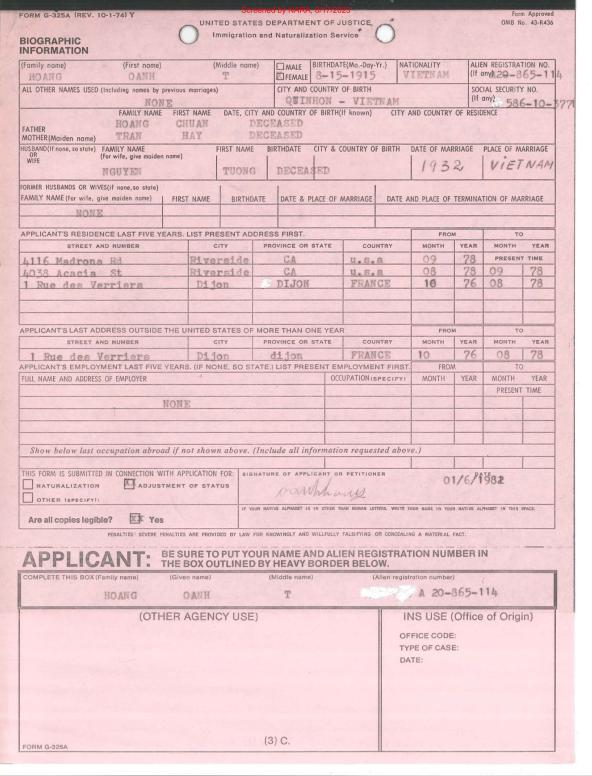 Screened by NARA, 8/17/2023
FORM G-325A (REV. 10-1-74) Y
Form Approved
OMB No. 43-R436
UNITED STATES DEPARTMENT OF JUSTICE
Immigration and Naturalization Service
BIOGRAPHIC
INFORMATION
(Family name) (First name) (Middle name) MALE FEMALE BIRTHDATE(Mo.-Day-Yr.) NATIONALITY ALIEN REGISTRATION NO. (If any)
HOANG OANH T 8-15-1915 VIETNAM A20-865-114
ALL OTHER NAMES USED (Including names by previous marriages) CITY AND COUNTRY OF BIRTH SOCIAL SECURITY NO. (If any)
NONE QUINHON - VIETNAM
FAMILY NAME FIRST NAME DATE, CITY AND COUNTRY OF BIRTH(If known) CITY AND COUNTRY OF RESIDENCE
FATHER HOANG CHUAN DECEASED
MOTHER(Maiden name) TRAN HAY DECEASED
HUSBAND(If none, so state) OR WIFE FAMILY NAME (For wife, give maiden name) FIRST NAME BIRTHDATE CITY & COUNTRY OF BIRTH DATE OF MARRIAGE PLACE OF MARRIAGE
NGUYEN TUONG DECEASED 1932 VIETNAM
FORMER HUSBANDS OR WIVES(if none,so state)
FAMILY NAME (For wife, give maiden name) FIRST NAME BIRTHDATE DATE & PLACE OF MARRIAGE DATE AND PLACE OF TERMINATION OF MARRIAGE
NONE
APPLICANT'S RESIDENCE LAST FIVE YEARS. LIST PRESENT ADDRESS FIRST. FROM TO
STREET AND NUMBER CITY PROVINCE OR STATE COUNTRY MONTH YEAR MONTH YEAR
4116 Madrona Rd Riverside CA u.s.a 09 78 PRESENT TIME
4038 Acacia St Riverside CA u.s.a 08 78 09 78
1 Rue des Verriers Dijon DIJON FRANCE 10 76 08 78
APPLICANT'S LAST ADDRESS OUTSIDE THE UNITED STATES OF MORE THAN ONE YEAR FROM TO
STREET AND NUMBER CITY PROVINCE OR STATE COUNTRY MONTH YEAR MONTH YEAR
1 Rue des Verriers Dijon dijon FRANCE 10 76 08 78
APPLICANT'S EMPLOYMENT LAST FIVE YEARS. (IF NONE, SO STATE.) LIST PRESENT EMPLOYMENT FIRST. FROM TO
FULL NAME AND ADDRESS OF EMPLOYER OCCUPATION(SPECIFY) MONTH YEAR MONTH YEAR
PRESENT TIME
NONE
Show below last occupation abroad if not shown above. (Include all information requested above.)
THIS FORM IS SUBMITTED IN CONNECTION WITH APPLICATION FOR: SIGNATURE OF APPLICANT OR PETITIONER DATE
NATURALIZATION X ADJUSTMENT OF STATUS 01/6/1982
OTHER (SPECIFY):
IF YOUR NATIVE ALPHABET IS IN OTHER THAN ROMAN LETTERS, WRITE YOUR NAME IN YOUR NATIVE ALPHABET IN THIS SPACE.
Are all copies legible? X Yes
PENALTIES: SEVERE PENALTIES ARE PROVIDED BY LAW FOR KNOWINGLY AND WILLFULLY FALSIFYING OR CONCEALING A MATERIAL FACT.
APPLICANT: BE SURE TO PUT YOUR NAME AND ALIEN REGISTRATION NUMBER IN
THE BOX OUTLINED BY HEAVY BORDER BELOW.
COMPLETE THIS BOX (Family name) (Given name) (Middle name) (Alien registration number)
HOANG OANH T A 20-865-114
(OTHER AGENCY USE) INS USE (Office of Origin)
OFFICE CODE:
TYPE OF CASE:
DATE:
(3) C.
FORM G-325A